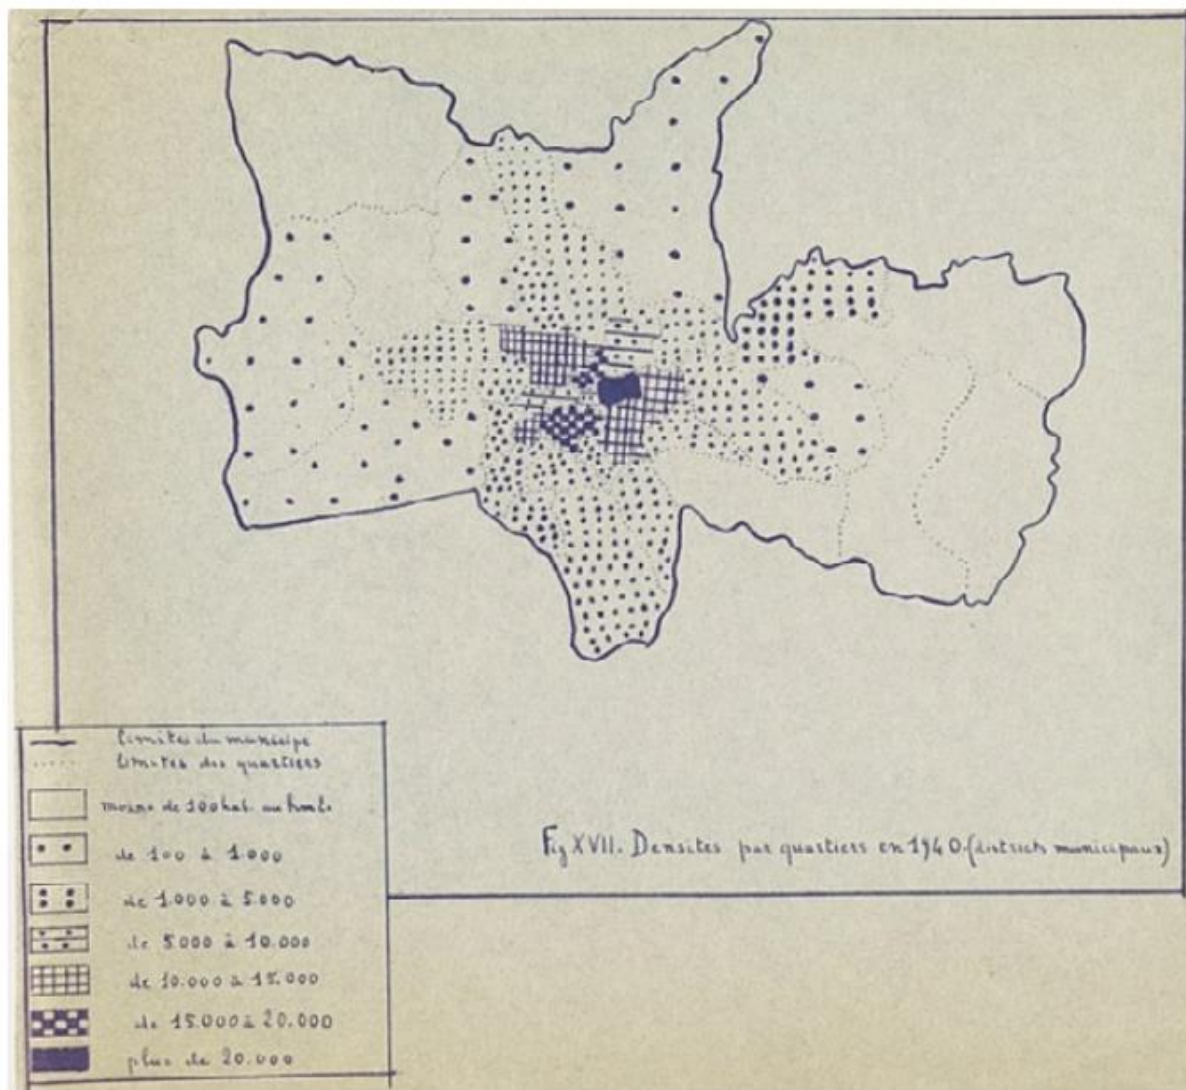 Fig XVII. Densites par quartiers en 1940. (districts municipaux)
limites du municipe
limites des quartiers
moins de 100 hab. au km2.
de 100 à 1.000
de 1.000 à 5.000
de 5.000 à 10.000
de 10.000 à 15.000
de 15.000 à 20.000
plus de 20.000